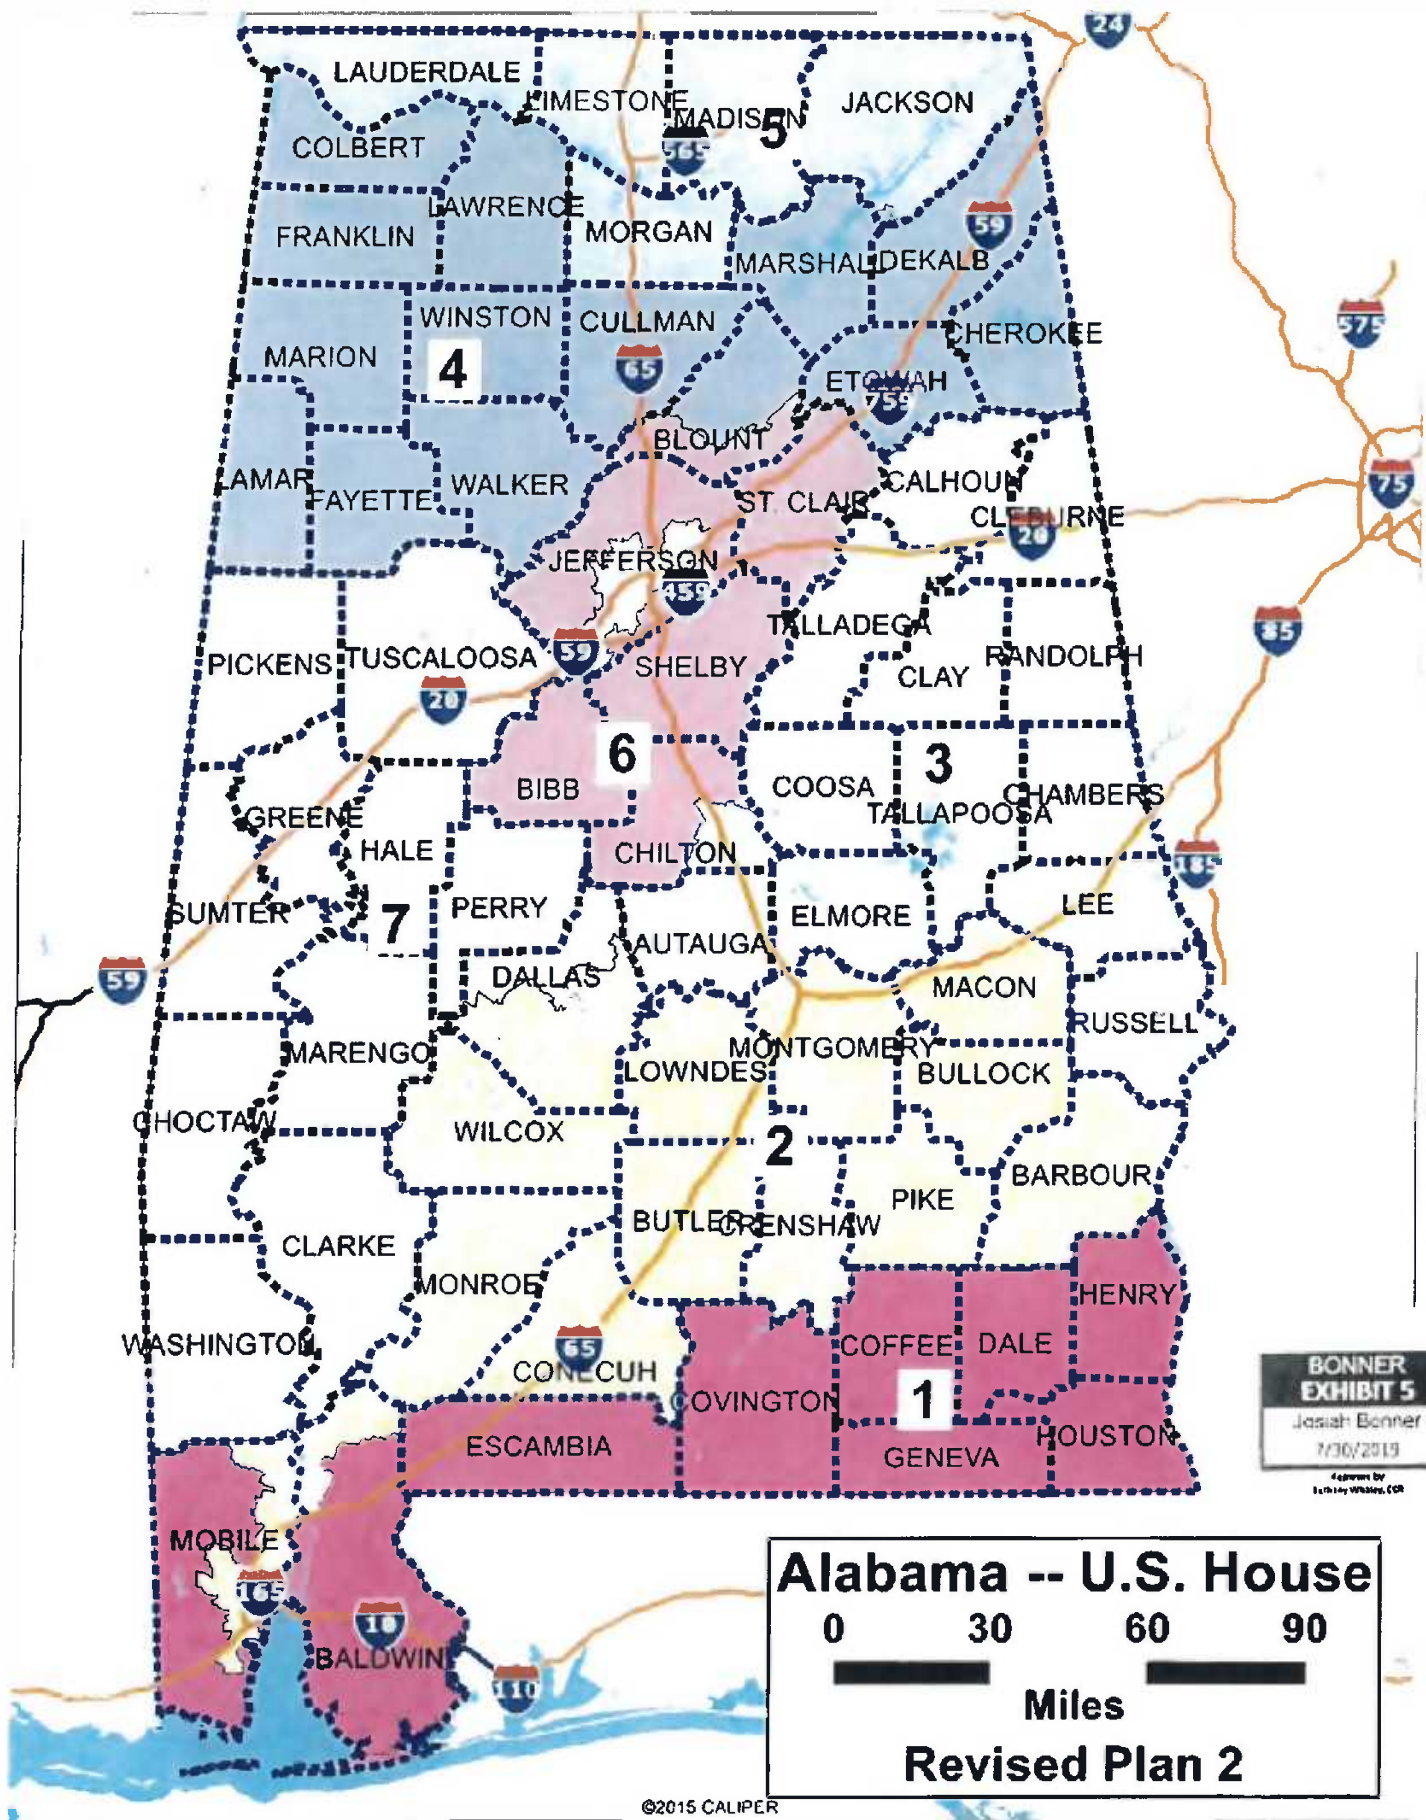 24
LAUDERDALE
LIMESTONE
MADISON
5
JACKSON
565
COLBERT
LAWRENCE
59
FRANKLIN
MORGAN
MARSHALL
DEKALB
575
WINSTON
CULLMAN
CHEROKEE
MARION
4
65
ETOWAH
759
BLOUNT
LAMAR
FAYETTE
WALKER
ST. CLAIR
CALHOUN
75
CLEBURNE
20
JEFFERSON
459
TALLADEGA
85
PICKENS
TUSCALOOSA
59
SHELBY
CLAY
RANDOLPH
20
6
3
BIBB
COOSA
TALLAPOOSA
CHAMBERS
GREENE
HALE
CHILTON
185
SUMTER
7
PERRY
ELMORE
LEE
59
DALLAS
AUTAUGA
MACON
RUSSELL
MARENGO
LOWNDES
MONTGOMERY
BULLOCK
CHOCTAW
WILCOX
2
BARBOUR
PIKE
BUTLER
CRENSHAW
CLARKE
MONROE
HENRY
WASHINGTON
65
COFFEE
DALE
CONECUH
COVINGTON
1
ESCAMBIA
GENEVA
HOUSTON
BONNER
EXHIBIT 5
Josiah Bonner
7/30/2019
MOBILE
165
10
BALDWIN
110
Alabama -- U.S. House
0 30 60 90
Miles
Revised Plan 2
©2015 CALIPER